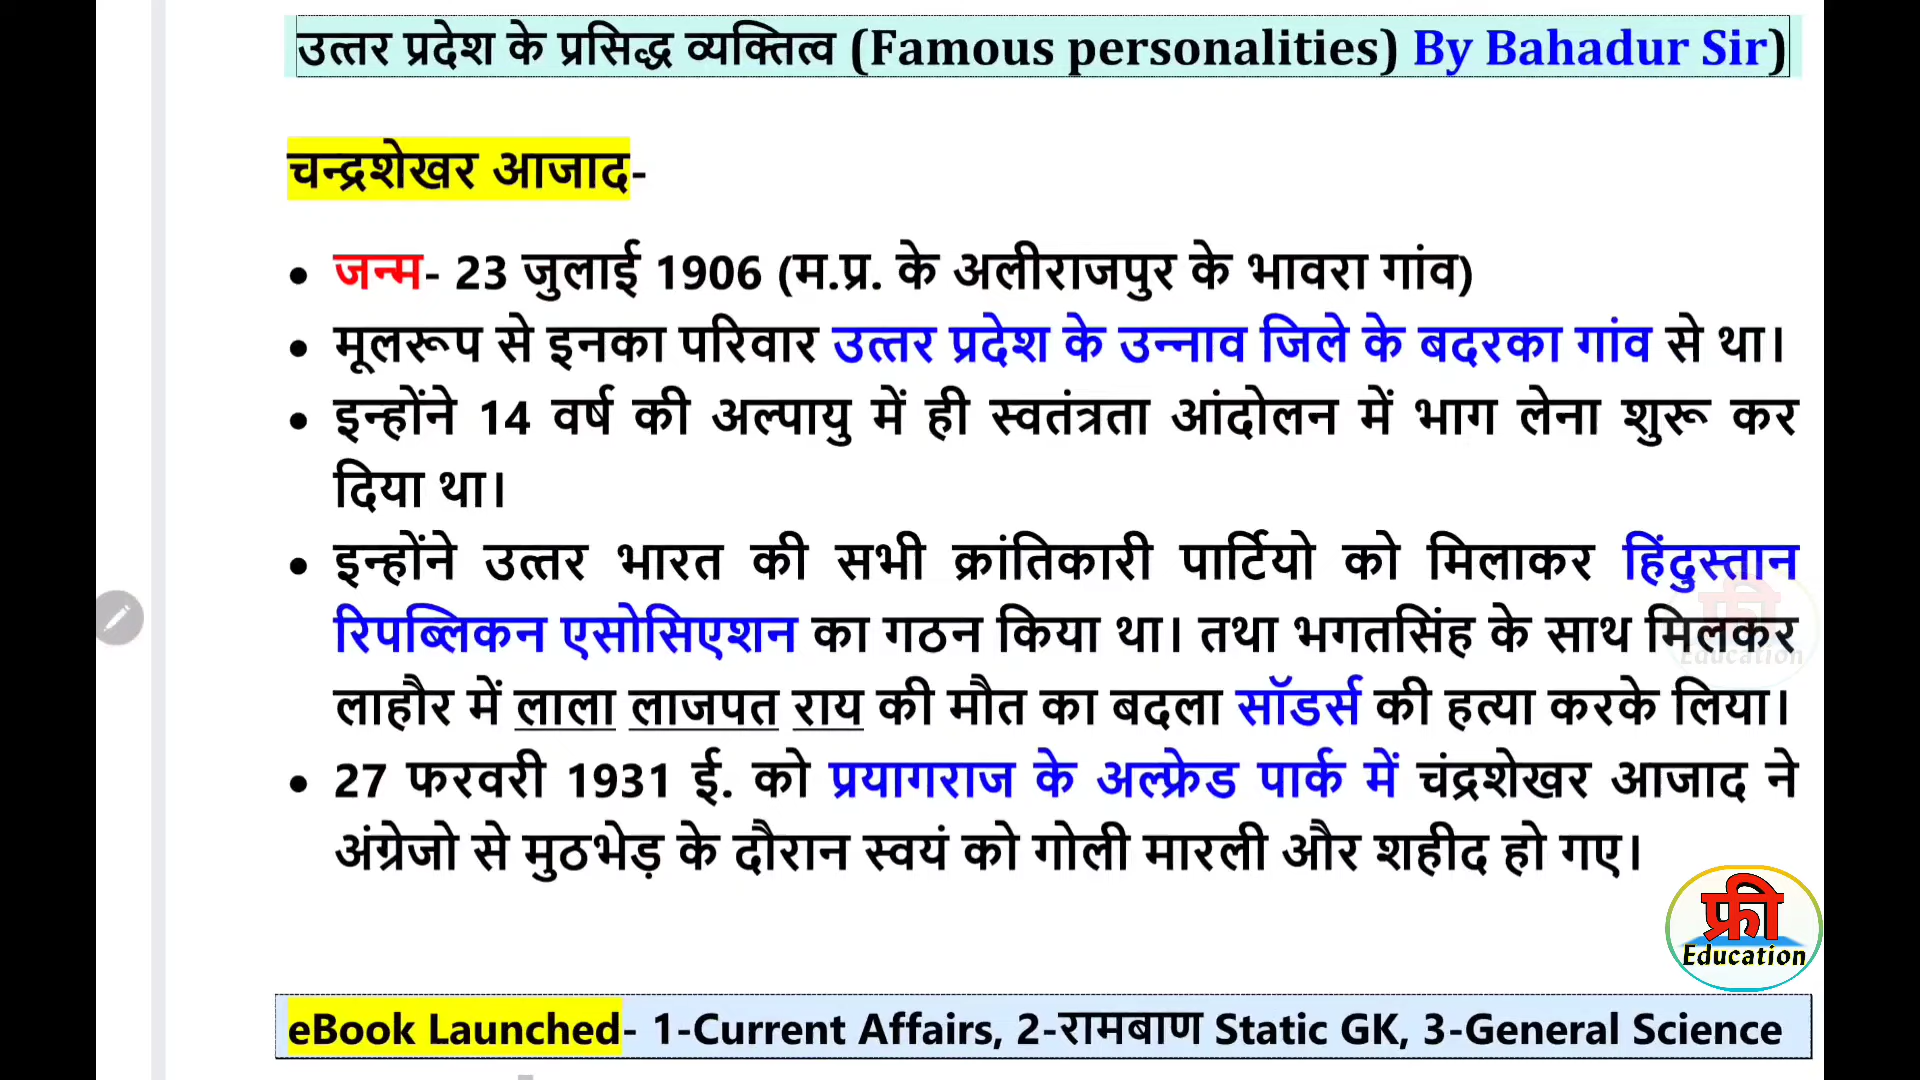 उत्तर प्रदेश के प्रसिद्ध व्यक्तित्व (Famous personalities) By Bahadur Sir)
चन्द्रशेखर आजाद-
• जन्म- 23 जुलाई 1906 (म.प्र. के अलीराजपुर के भावरा गांव)
• मूलरूप से इनका परिवार उत्तर प्रदेश के उन्नाव जिले के बदरका गांव से था।
• इन्होंने 14 वर्ष की अल्पायु में ही स्वतंत्रता आंदोलन में भाग लेना शुरू कर
दिया था।
• इन्होंने उत्तर भारत की सभी क्रांतिकारी पार्टियो को मिलाकर हिंदुस्तान
रिपब्लिकन एसोसिएशन का गठन किया था। तथा भगतसिंह के साथ मिलकर
लाहौर में लाला लाजपत राय की मौत का बदला सॉडर्स की हत्या करके लिया।
• 27 फरवरी 1931 ई. को प्रयागराज के अल्फ्रेड पार्क में चंद्रशेखर आजाद ने
अंग्रेजो से मुठभेड़ के दौरान स्वयं को गोली मारली और शहीद हो गए।
फ्री
Education
फ्री
Education
eBook Launched- 1-Current Affairs, 2-रामबाण Static GK, 3-General Science